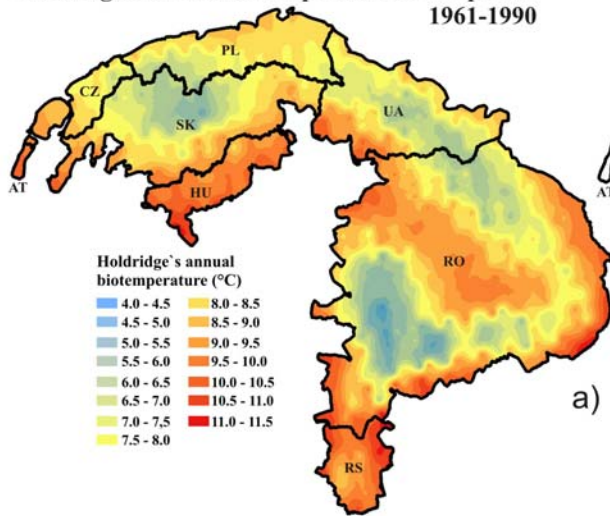 1961-1990
PL
CZ
UA
SK
AT
HU
AT
RO
Holdridge`s annual
biotemperature (°C)
4.0 - 4.5
4.5 - 5.0
5.0 - 5.5
5.5 - 6.0
6.0 - 6.5
6.5 - 7.0
7.0 - 7,5
7.5 - 8.0
8.0 - 8.5
8.5 - 9.0
9.0 - 9.5
9.5 - 10.0
10.0 - 10.5
10.5 - 11.0
11.0 - 11.5
a)
RS